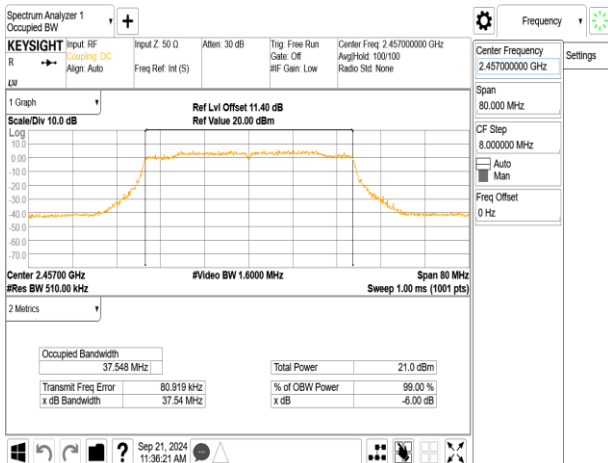 Spectrum Analyzer 1
Occupied BW
Frequency
KEYSIGHT
R
Input: RF
Coupling: DC
Align: Auto
Input Z: 50 Ω
Freq Ref: Int (S)
Atten: 30 dB
Trig: Free Run
Gate: Off
#IF Gain: Low
Center Freq: 2.457000000 GHz
Avg|Hold: 100/100
Radio Std: None
Center Frequency
2.457000000 GHz
Settings
Span
80.000 MHz
CF Step
8.000000 MHz
Auto
Man
Freq Offset
0 Hz
1 Graph
Scale/Div 10.0 dB
Ref Lvl Offset 11.40 dB
Ref Value 20.00 dBm
Log
10.0
0.00
-10.0
-20.0
-30.0
-40.0
-50.0
-60.0
-70.0
Center 2.45700 GHz
#Video BW 1.6000 MHz
Span 80 MHz
#Res BW 510.00 kHz
Sweep 1.00 ms (1001 pts)
2 Metrics
Occupied Bandwidth
37.548 MHz
Total Power 21.0 dBm
Transmit Freq Error 80.919 kHz
% of OBW Power 99.00 %
x dB Bandwidth 37.54 MHz
x dB -6.00 dB
?
Sep 21, 2024
11:36:21 AM